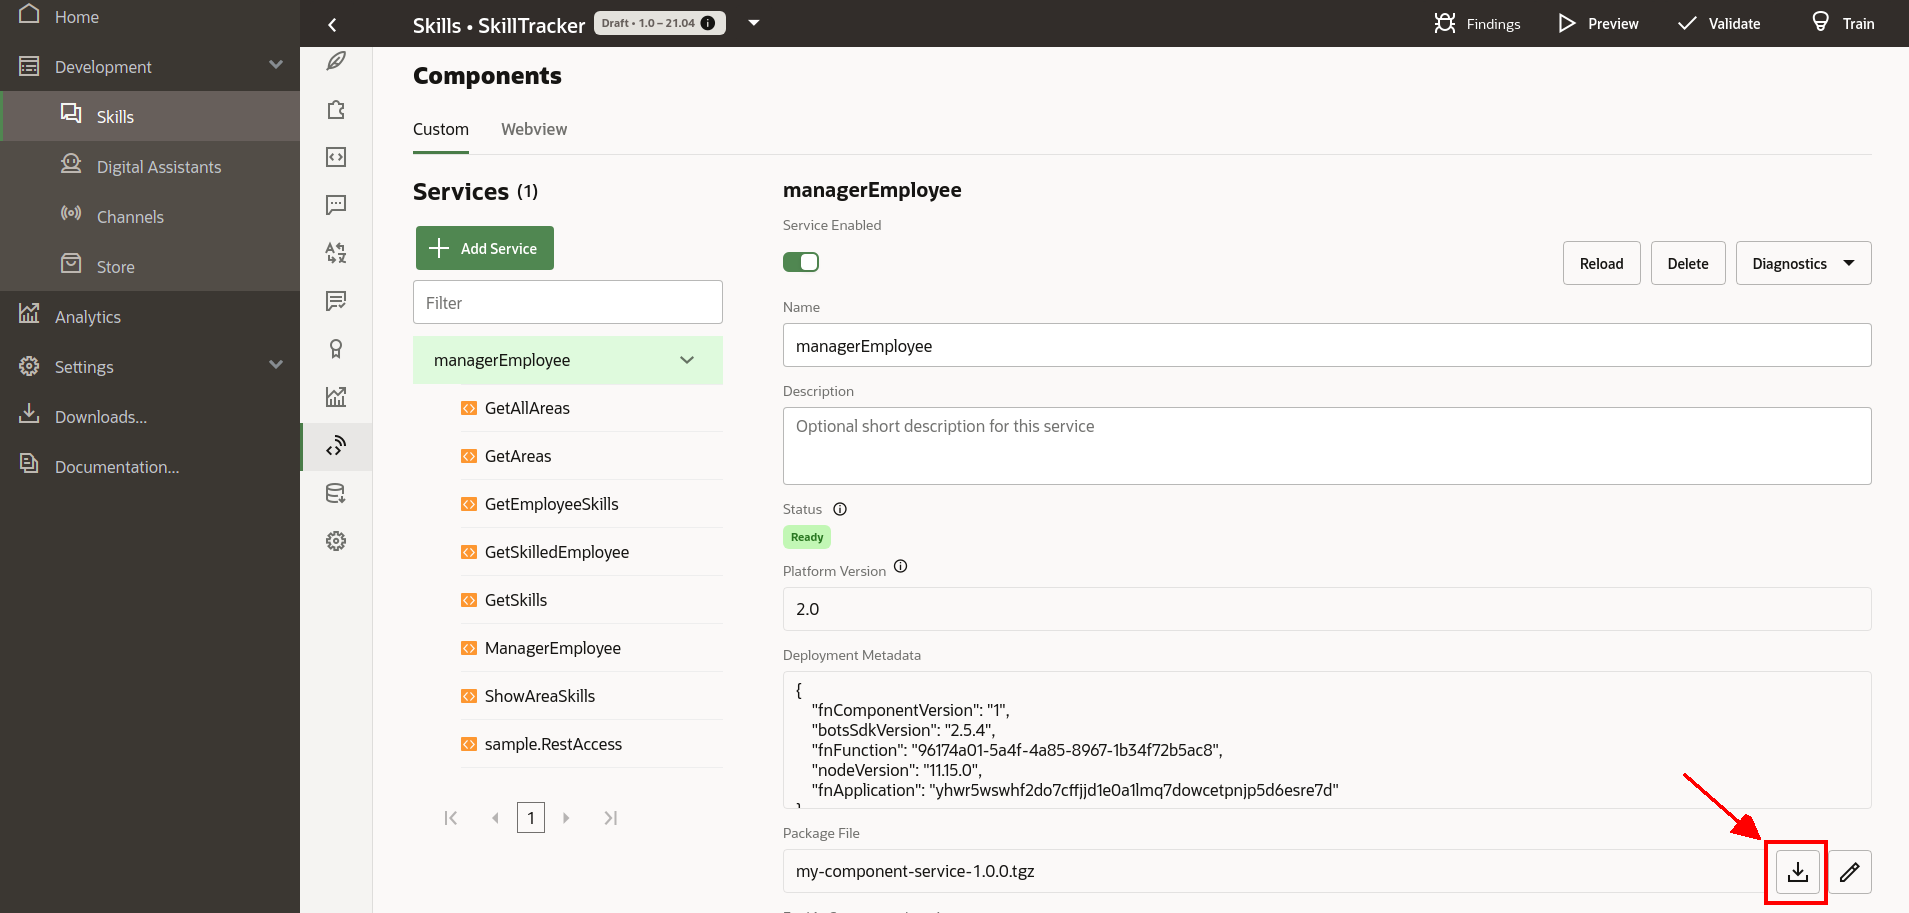 Home
Development
Skills
Digital Assistants
Channels
Store
Analytics
Settings
Downloads...
Documentation...
Skills • SkillTracker
Draft • 1.0 – 21.04
Findings
Preview
Validate
Train
Components
Custom
Webview
Services (1)
Add Service
Filter
managerEmployee
GetAllAreas
GetAreas
GetEmployeeSkills
GetSkilledEmployee
GetSkills
ManagerEmployee
ShowAreaSkills
sample.RestAccess
1
managerEmployee
Service Enabled
Reload
Delete
Diagnostics
Name
managerEmployee
Description
Optional short description for this service
Status
Ready
Platform Version
2.0
Deployment Metadata
{
"fnComponentVersion": "1",
"botsSdkVersion": "2.5.4",
"fnFunction": "96174a01-5a4f-4a85-8967-1b34f72b5ac8",
"nodeVersion": "11.15.0",
"fnApplication": "yhwr5wswhf2do7cffjjd1e0a1lmq7dowcetpnjp5d6esre7d"
Package File
my-component-service-1.0.0.tgz